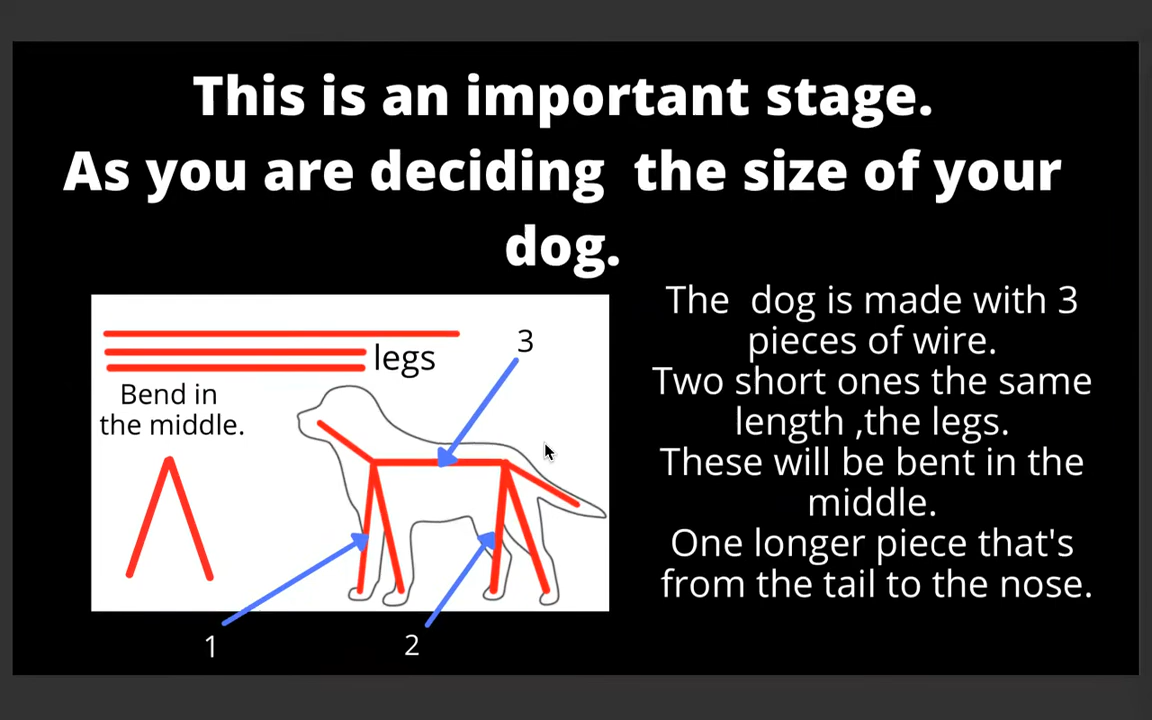 This is an important stage.
As you are deciding  the size of your
dog.
The  dog is made with 3
pieces of wire.
Two short ones the same
length ,the legs.
These will be bent in the
middle.
One longer piece that's
from the tail to the nose.
3
legs
Bend in
the middle.
1
2